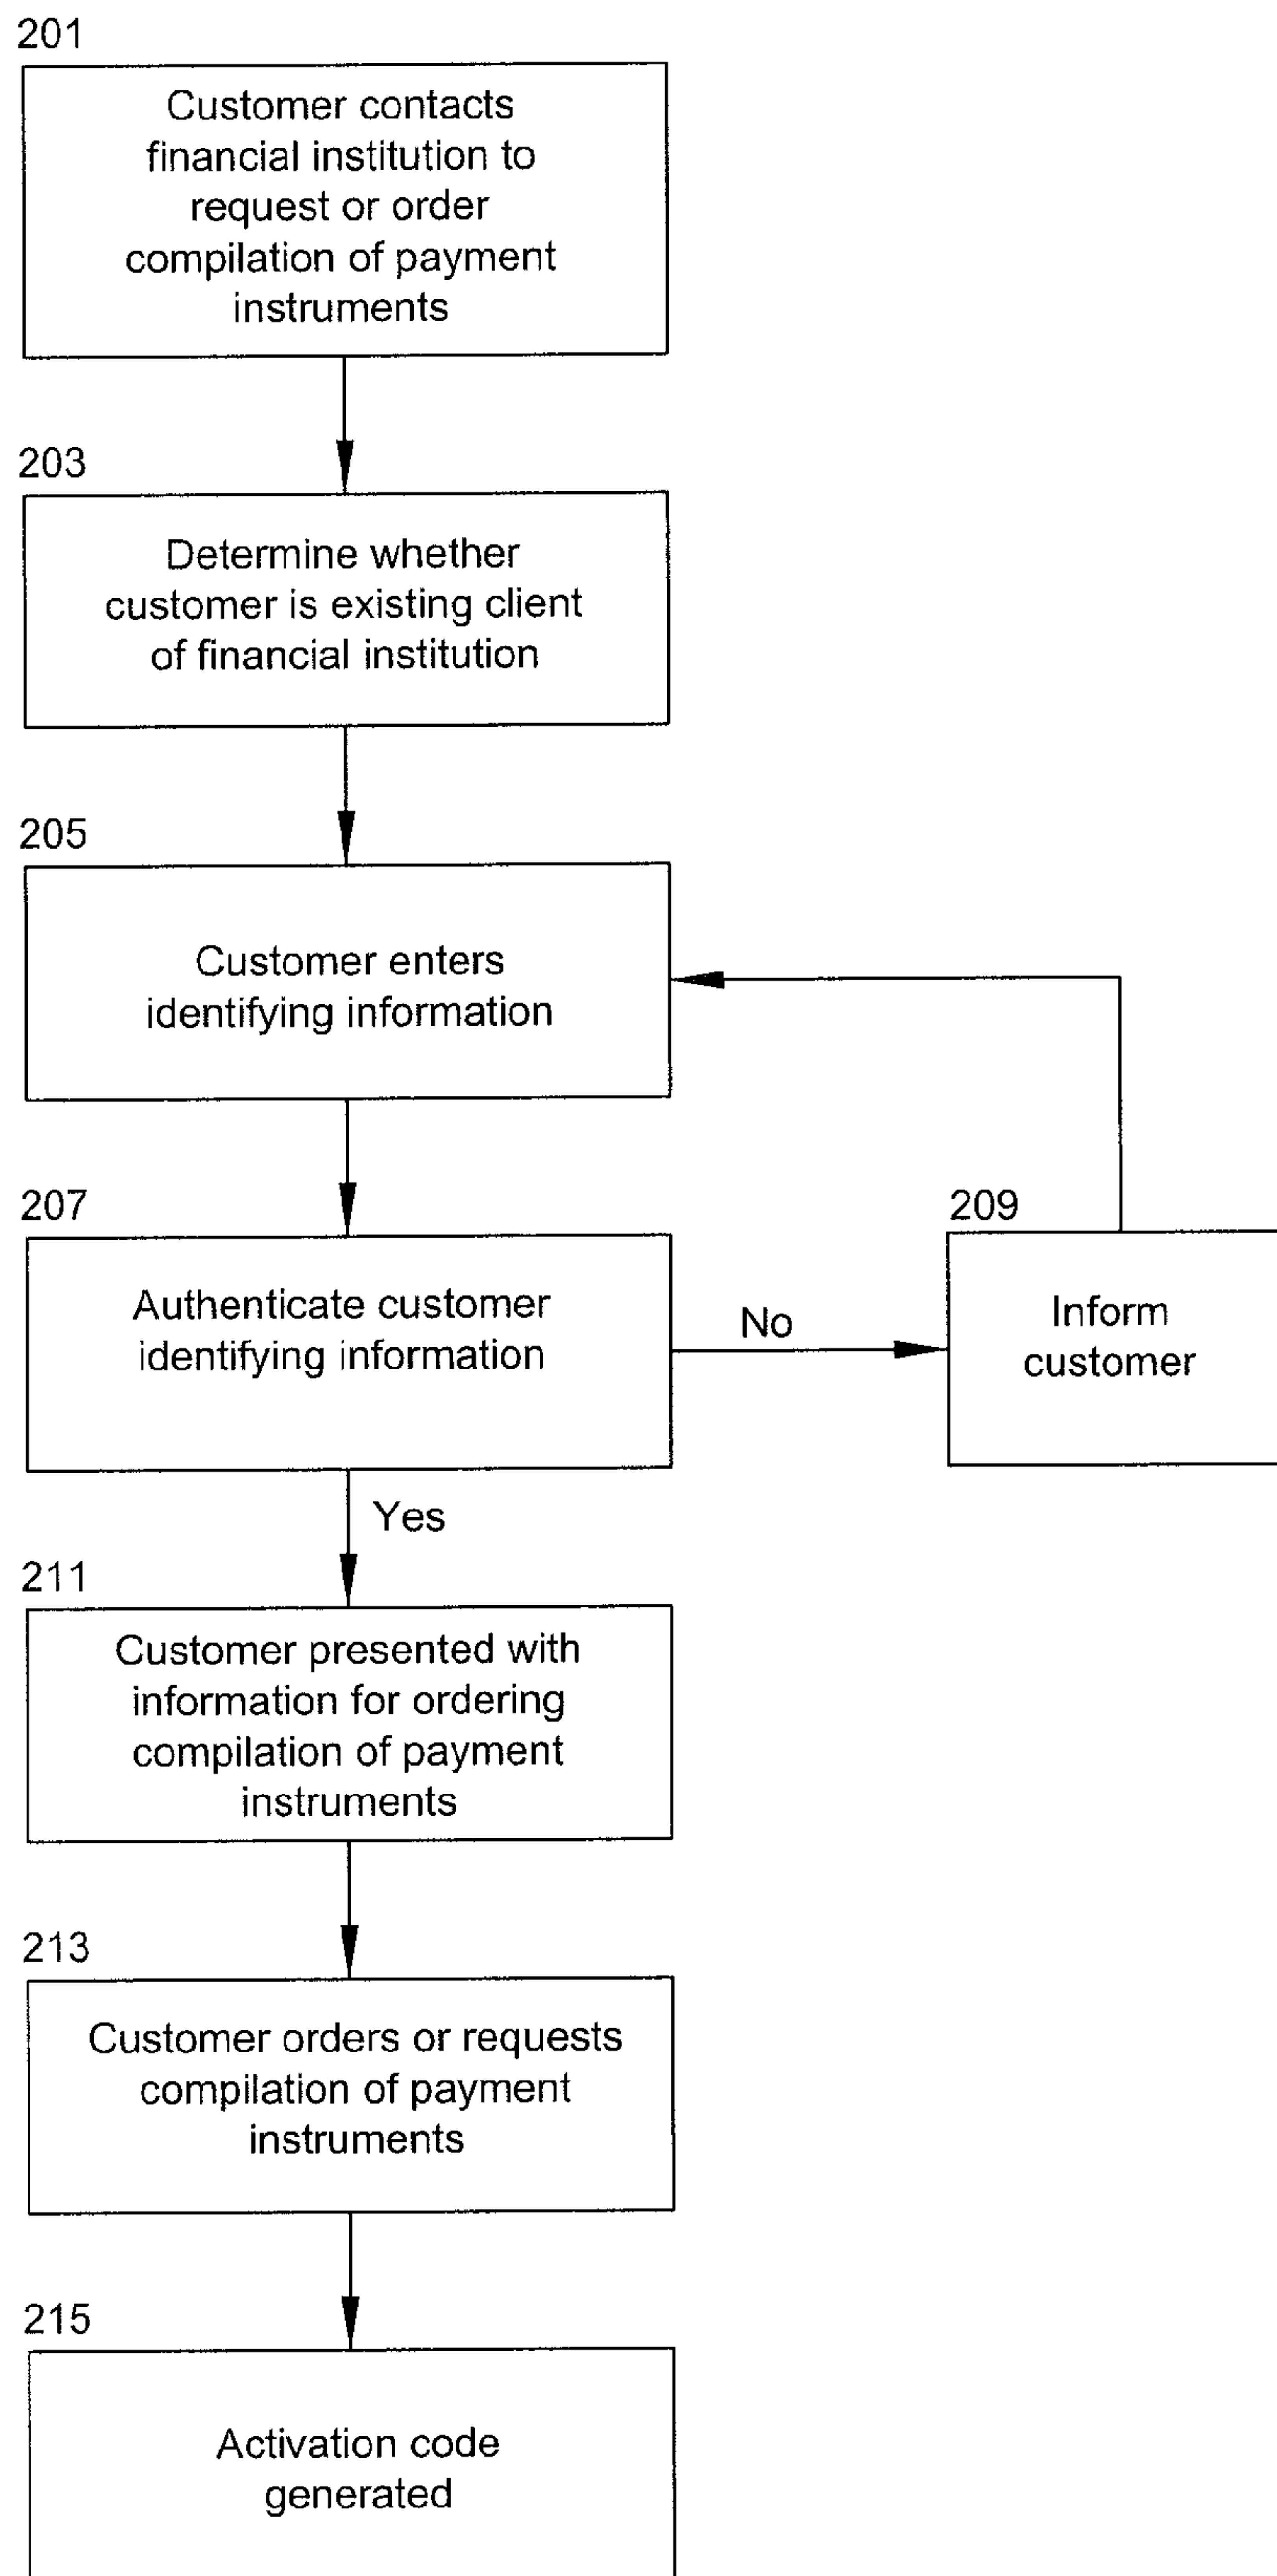 201
Customer contacts
financial institution to
request or order
compilation of payment
instruments
203
Determine whether
customer is existing client
of financial institution
205
Customer enters
identifying information
207
Authenticate customer
identifying information
No
209
Inform
customer
Yes
211
Customer presented with
information for ordering
compilation of payment
instruments
213
Customer orders or requests
compilation of payment
instruments
215
Activation code
generated